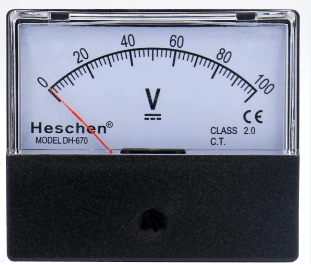 0 20 40 60 80 100
V
Heschen®
MODEL DH-670
CE
CLASS 2.0
C.T.